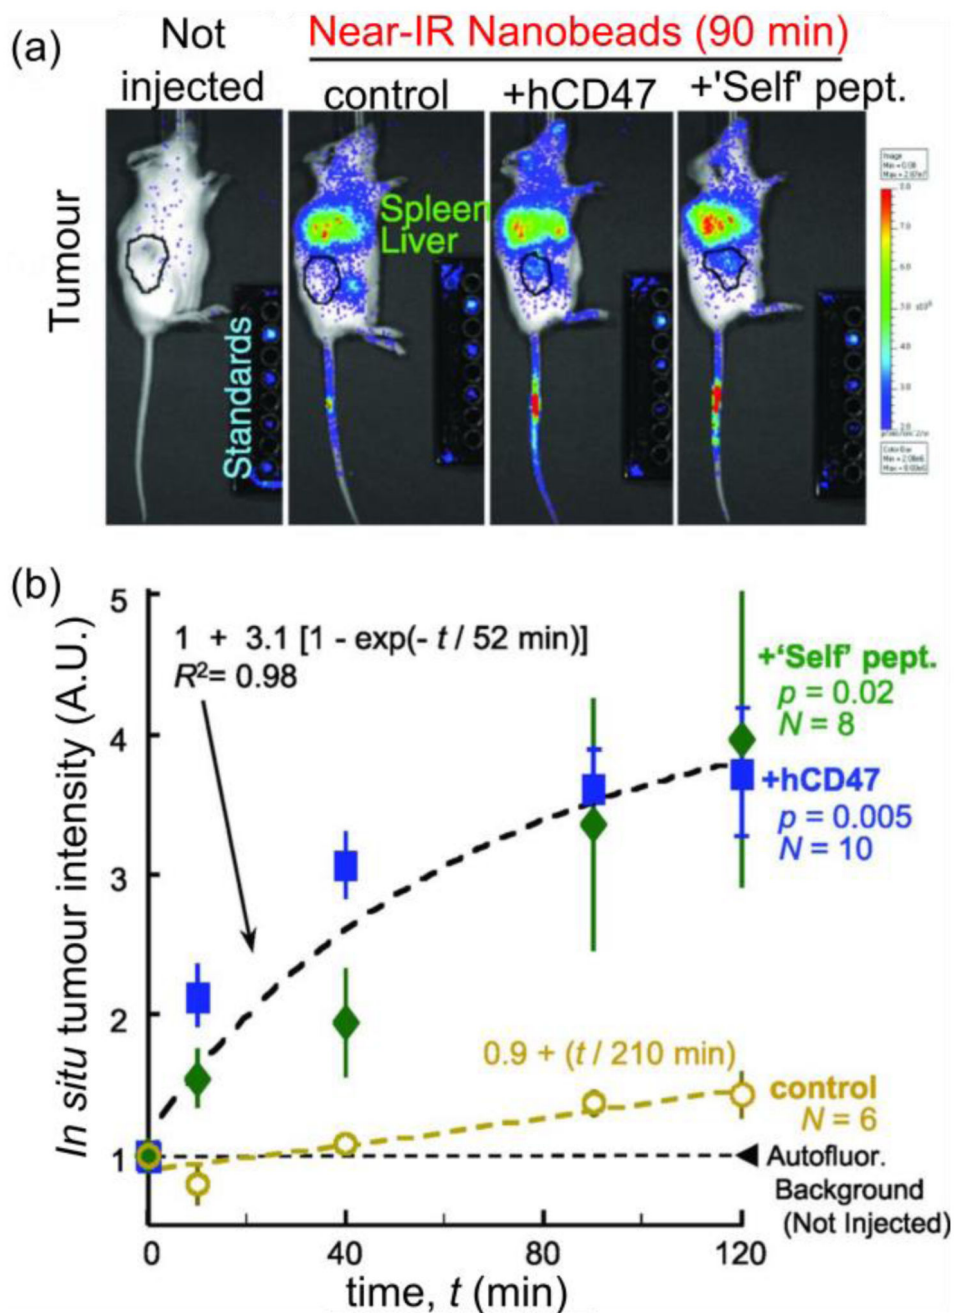 (a)
Not
injected
Near-IR Nanobeads (90 min)
control
+hCD47
+'Self' pept.
Tumour
Standards
Spleen
Liver
Image
(b)
In situ tumour intensity (A.U.)
5
4
3
2
1
1 + 3.1 [1 - exp(- t / 52 min)]
R²= 0.98
+‘Self’ pept.
p = 0.02
N = 8
+hCD47
p = 0.005
N = 10
0.9 + (t / 210 min)
control
N = 6
Autofluor.
Background
(Not Injected)
0
40
80
120
time, t (min)